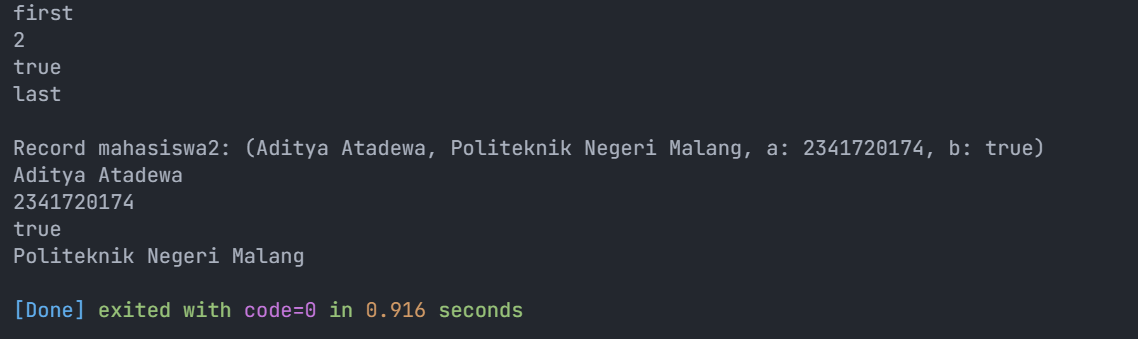 first
2
true
last
Record mahasiswa2: (Aditya Atadewa, Politeknik Negeri Malang, a: 2341720174, b: true)
Aditya Atadewa
2341720174
true
Politeknik Negeri Malang
[Done] exited with code=0 in 0.916 seconds